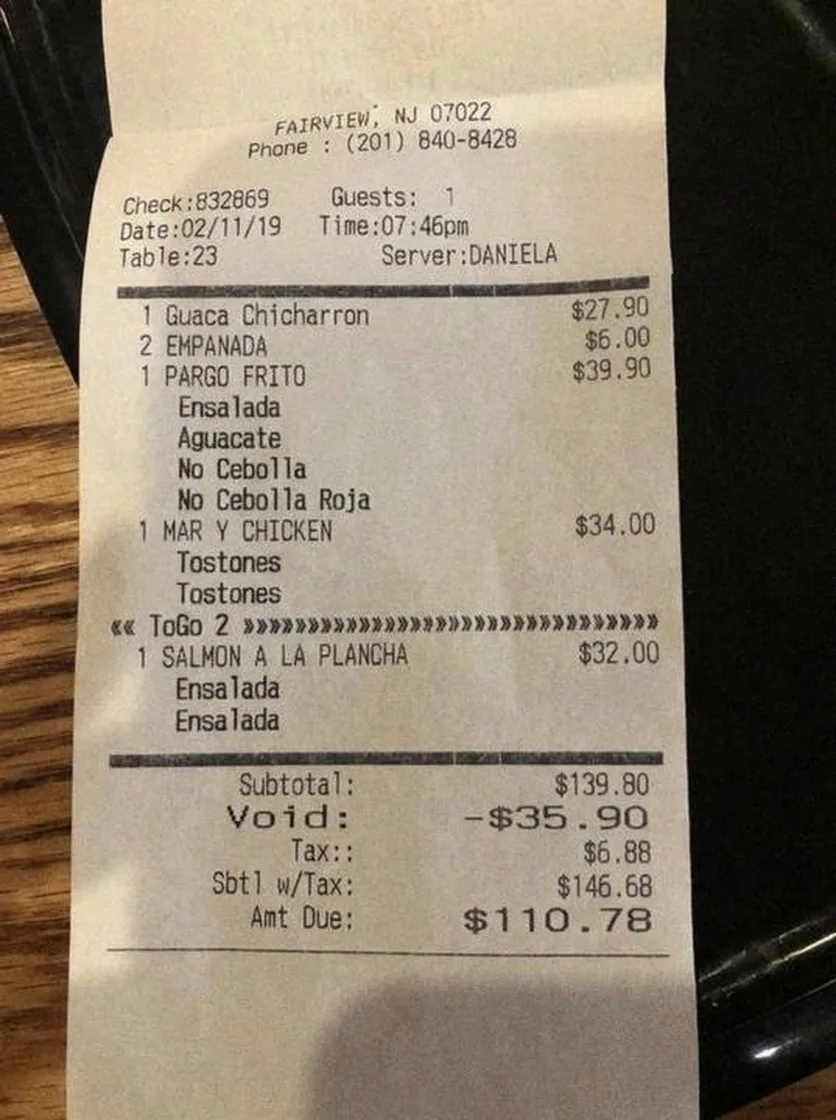 FAIRVIEW, NJ 07022
Phone : (201) 840-8428
Check:832869 Guests: 1
Date:02/11/19 Time:07:46pm
Table:23 Server:DANIELA
1 Guaca Chicharron $27.90
2 EMPANADA $6.00
1 PARGO FRITO $39.90
Ensalada
Aguacate
No Cebolla
No Cebolla Roja
1 MAR Y CHICKEN $34.00
Tostones
Tostones
«« ToGo 2 »»»»»»»»»»»»»»»»»»»»»»»»»»»»»»»»
1 SALMON A LA PLANCHA $32.00
Ensalada
Ensalada
Subtotal: $139.80
Void: -$35.90
Tax:: $6.88
Sbtl w/Tax: $146.68
Amt Due: $110.78